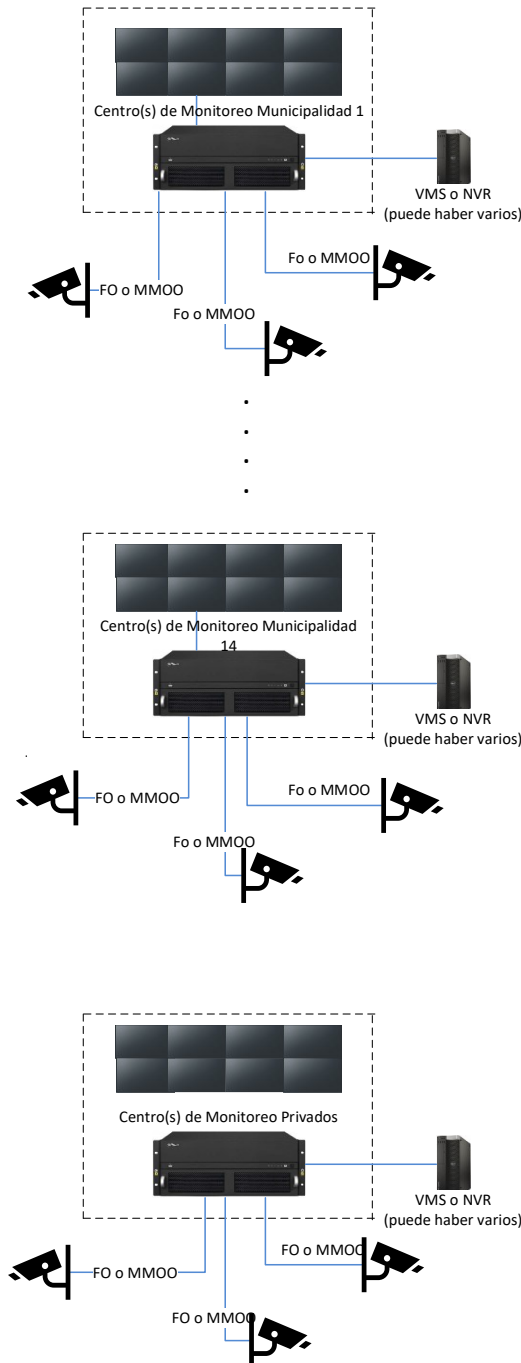 Centro(s) de Monitoreo Municipalidad 1
VMS o NVR
(puede haber varios)
Fo o MMOO
FO o MMOO
Fo o MMOO
Centro(s) de Monitoreo Municipalidad
14
VMS o NVR
(puede haber varios)
FO o MMOO
Fo o MMOO
Fo o MMOO
Centro(s) de Monitoreo Privados
VMS o NVR
(puede haber varios)
FO o MMOO
FO o MMOO
FO o MMOO